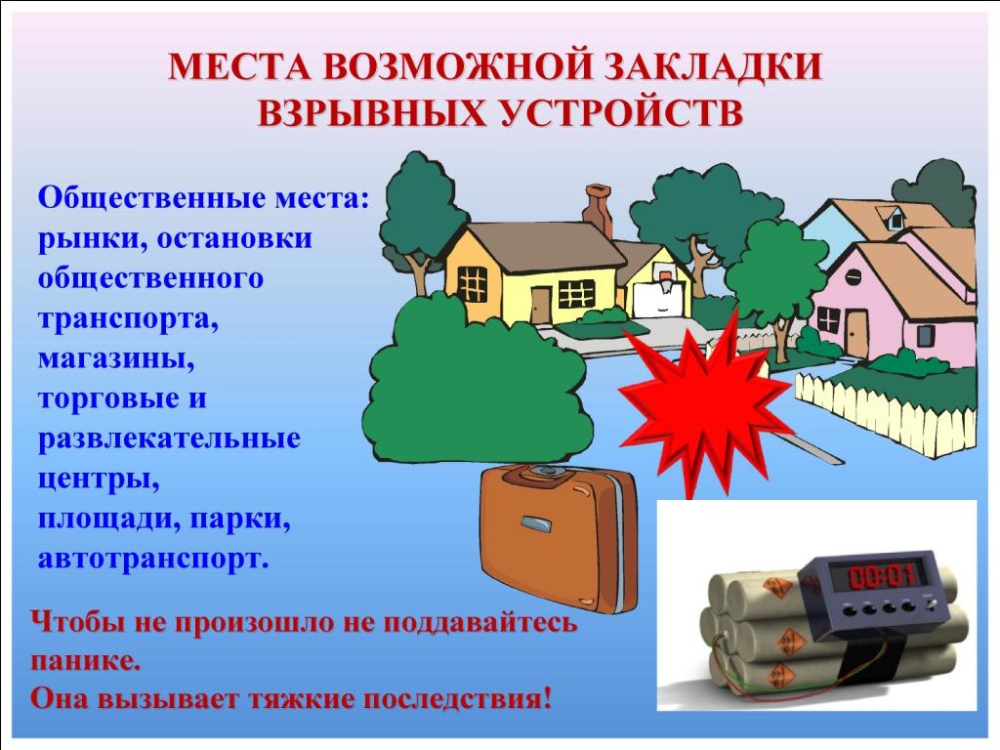 МЕСТА ВОЗМОЖНОЙ ЗАКЛАДКИ
ВЗРЫВНЫХ УСТРОЙСТВ
Общественные места:
рынки, остановки
общественного
транспорта,
магазины,
торговые и
развлекательные
центры,
площади, парки,
автотранспорт.
00:01
Чтобы не произошло не поддавайтесь
панике.
Она вызывает тяжкие последствия!